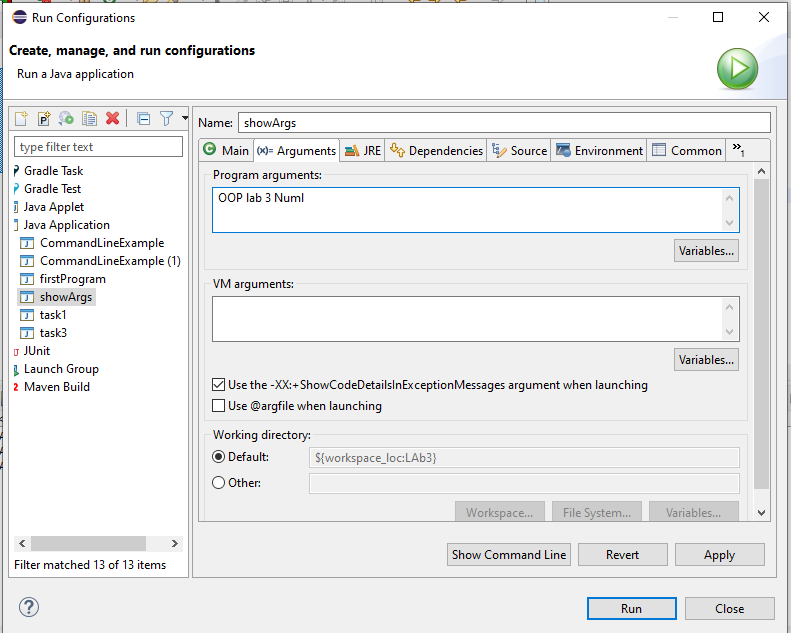 Run Configurations
Create, manage, and run configurations
Run a Java application
type filter text
Gradle Task
Gradle Test
Java Applet
Java Application
CommandLineExample
CommandLineExample (1)
firstProgram
showArgs
task1
task3
JUnit
Launch Group
Maven Build
Filter matched 13 of 13 items
Name: showArgs
Main (x)= Arguments JRE Dependencies Source Environment Common »1
Program arguments:
OOP lab 3 Numl
Variables...
VM arguments:
Variables...
Use the -XX:+ShowCodeDetailsInExceptionMessages argument when launching
Use @argfile when launching
Working directory:
Default: ${workspace_loc:LAb3}
Other:
Workspace... File System... Variables...
Show Command Line Revert Apply
Run Close